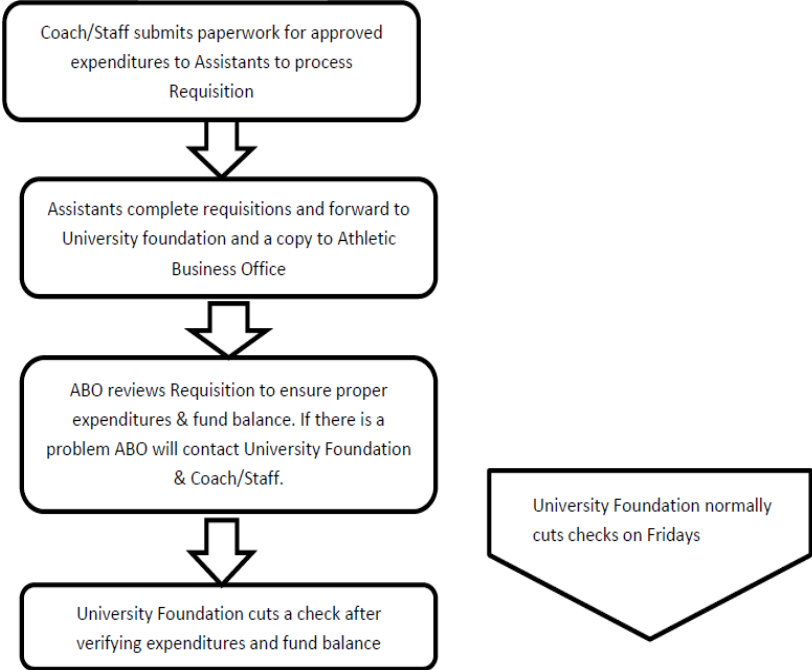 Coach/Staff submits paperwork for approved
expenditures to Assistants to process
Requisition
Assistants complete requisitions and forward to
University foundation and a copy to Athletic
Business Office
ABO reviews Requisition to ensure proper
expenditures & fund balance. If there is a
problem ABO will contact University Foundation
& Coach/Staff.
University Foundation normally
cuts checks on Fridays
University Foundation cuts a check after
verifying expenditures and fund balance